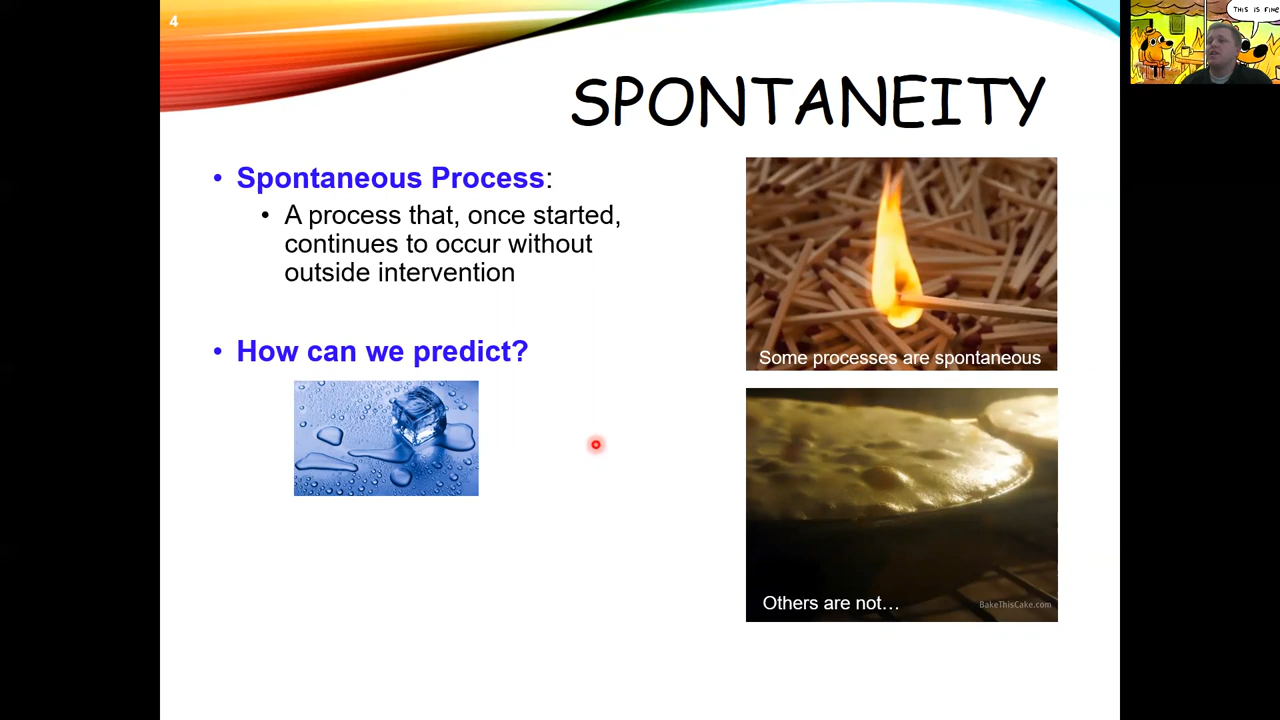 4
THIS IS FINE
SPONTANEITY
• Spontaneous Process:
• A process that, once started,
continues to occur without
outside intervention
• How can we predict?
Some processes are spontaneous
Others are not…
BakeThisCake.com